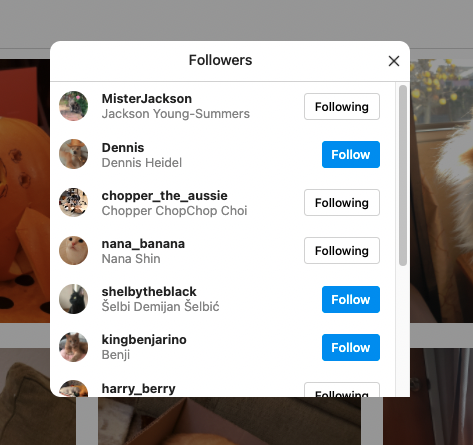 Followers
MisterJackson
Jackson Young-Summers
Following
Dennis
Dennis Heidel
Follow
chopper_the_aussie
Chopper ChopChop Choi
Following
nana_banana
Nana Shin
Following
shelbytheblack
Šelbi Demijan Šelbić
Follow
kingbenjarino
Benji
Follow
harry_berry
Following